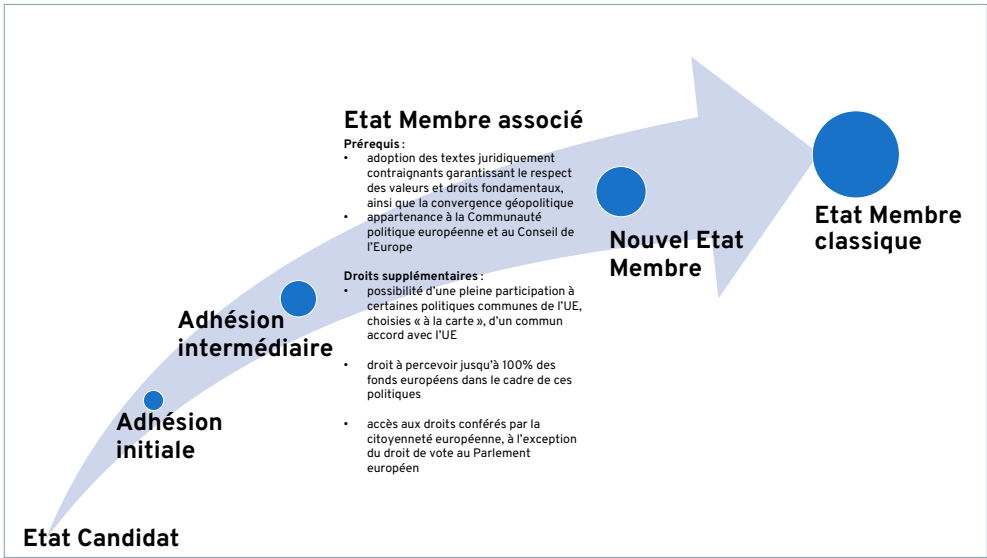 Etat Membre associé
Prérequis :
• adoption des textes juridiquement
contraignants garantissant le respect
des valeurs et droits fondamentaux,
ainsi que la convergence géopolitique
• appartenance à la Communauté
politique européenne et au Conseil de
l’Europe
Droits supplémentaires :
• possibilité d’une pleine participation à
certaines politiques communes de l’UE,
choisies « à la carte », d’un commun
accord avec l’UE
• droit à percevoir jusqu’à 100% des
fonds européens dans le cadre de ces
politiques
• accès aux droits conférés par la
citoyenneté européenne, à l’exception
du droit de vote au Parlement
européen
Etat Membre
classique
Nouvel Etat
Membre
Adhésion
intermédiaire
Adhésion
initiale
Etat Candidat